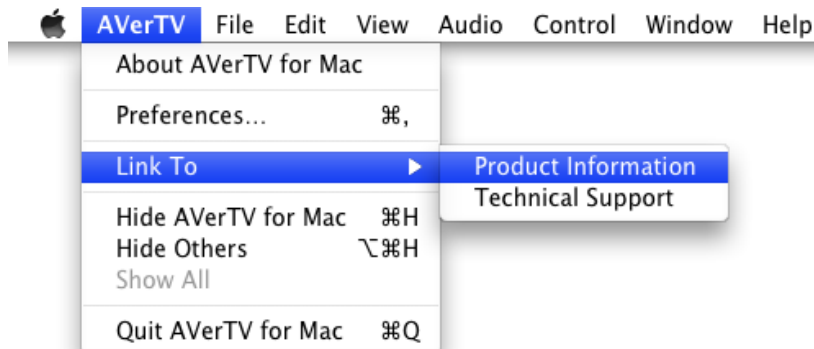 AVerTV File Edit View Audio Control Window Help
About AVerTV for Mac
Preferences... ⌘,
Link To ▶ Product Information
Technical Support
Hide AVerTV for Mac ⌘H
Hide Others ⌥⌘H
Show All
Quit AVerTV for Mac ⌘Q